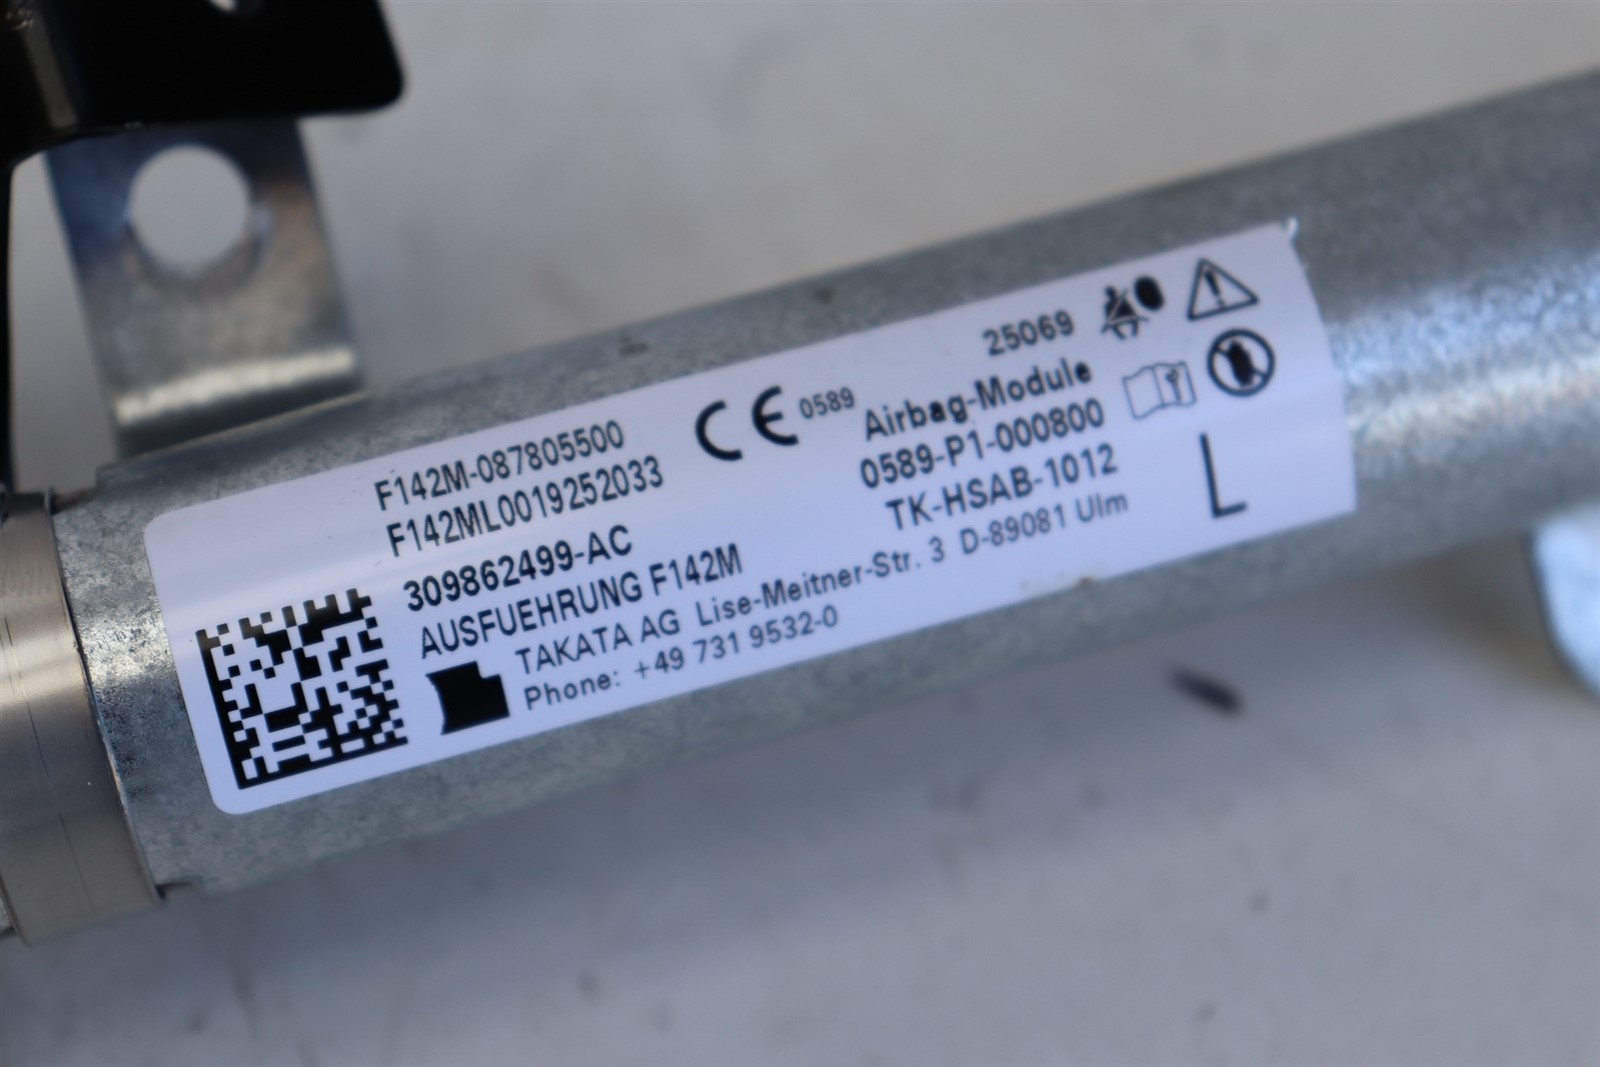 F142M-087805500
F142ML0019252033
309862499-AC
AUSFUEHRUNG F142M
TAKATA AG Lise-Meitner-Str. 3 D-89081 Ulm
Phone: +49 731 9532-0
CE 0589
25069
Airbag-Module
0589-P1-000800
TK-HSAB-1012
L